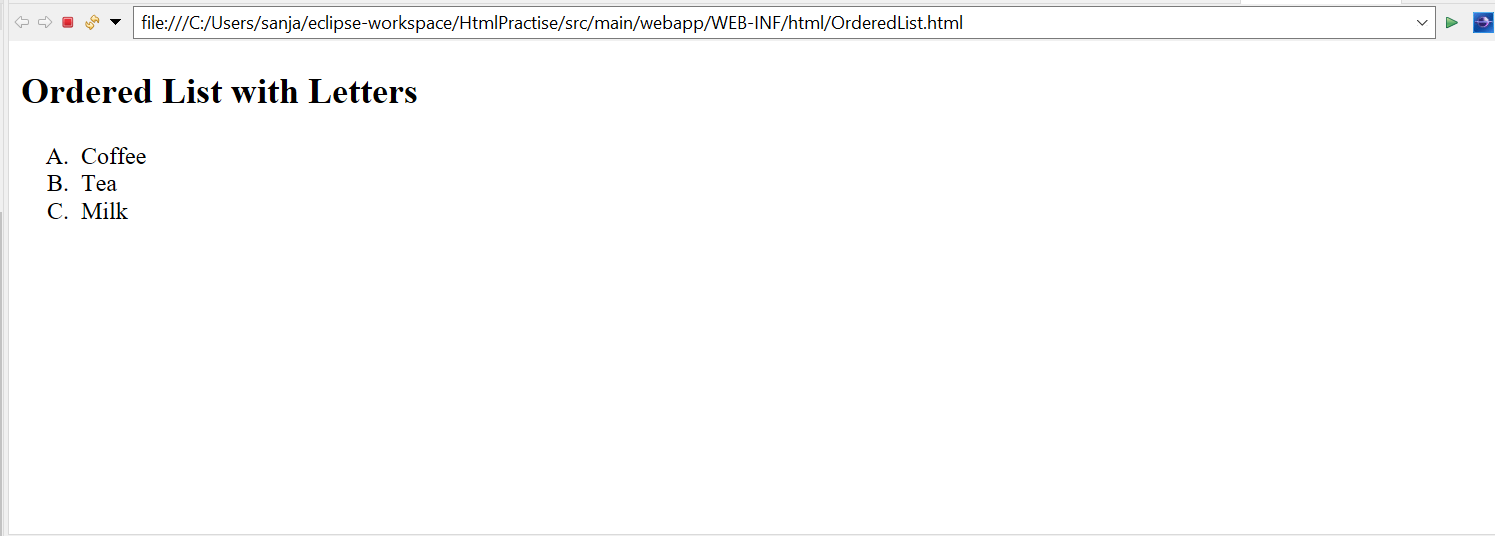 file:///C:/Users/sanja/eclipse-workspace/HtmlPractise/src/main/webapp/WEB-INF/html/OrderedList.html
Ordered List with Letters
A. Coffee
B. Tea
C. Milk